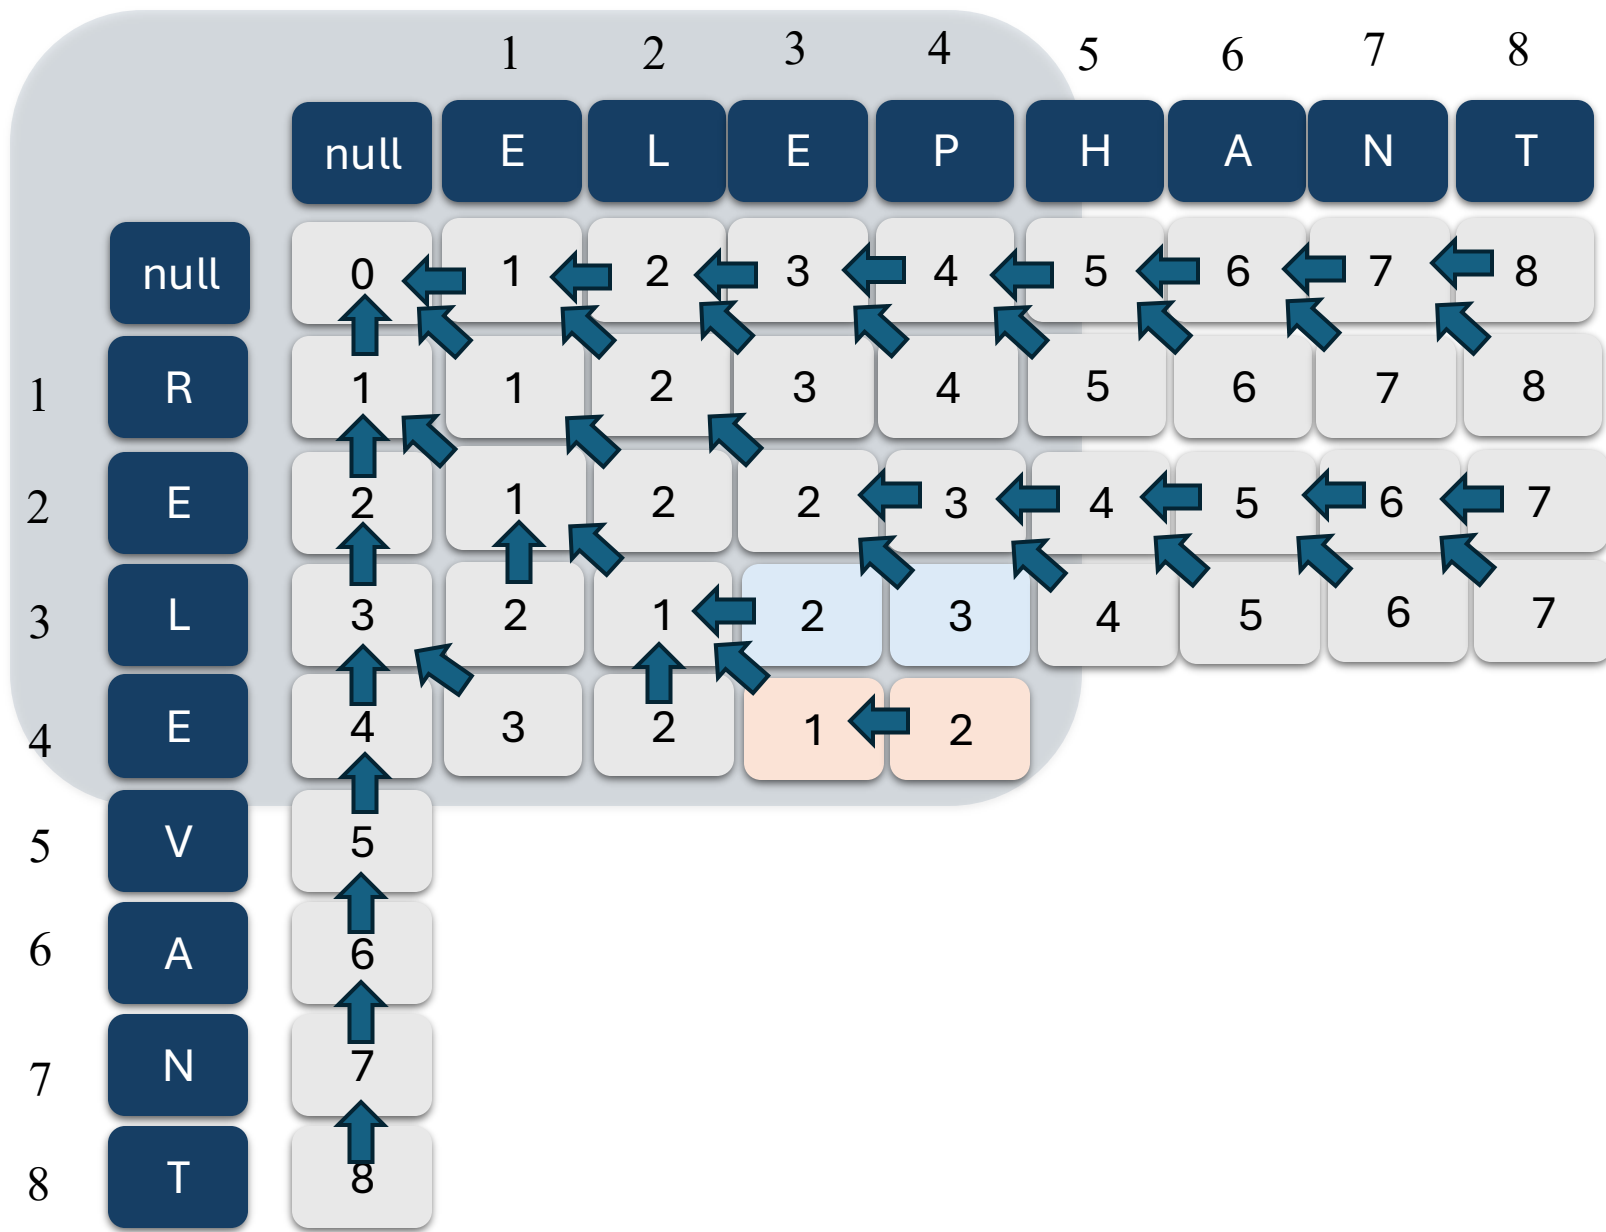 1 2 3 4 5 6 7 8
null E L E P H A N T
null 0 1 2 3 4 5 6 7 8
1 R 1 1 2 3 4 5 6 7 8
2 E 2 1 2 2 3 4 5 6 7
3 L 3 2 1 2 3 4 5 6 7
4 E 4 3 2 1 2
5 V 5
6 A 6
7 N 7
8 T 8